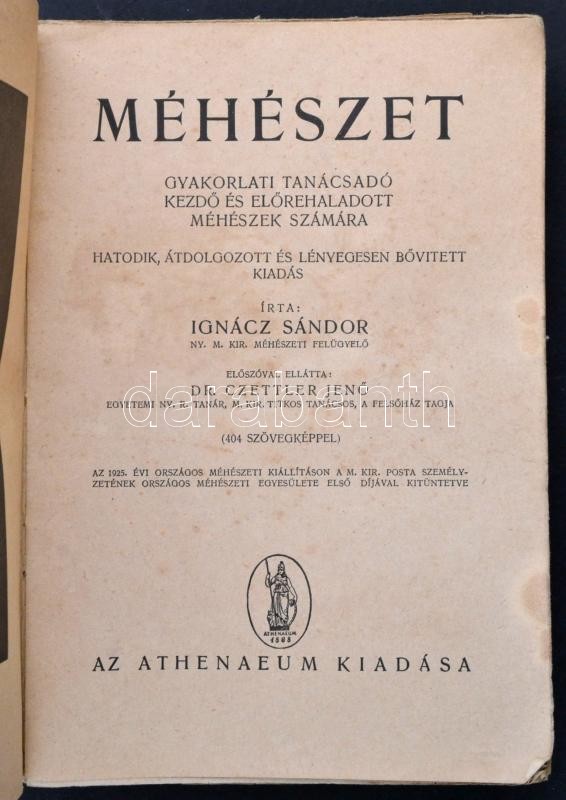 MÉHÉSZET
GYAKORLATI TANÁCSADÓ
KEZDŐ ÉS ELŐREHALADOTT
MÉHÉSZEK SZÁMÁRA
HATODIK, ÁTDOLGOZOTT ÉS LÉNYEGESEN BŐVITETT
KIADÁS
ÍRTA:
IGNÁCZ SÁNDOR
NY. M. KIR. MÉHÉSZETI FELÜGYELŐ
ELŐSZÓVAL ELLÁTTA:
DR. CZETTLER JENŐ
EGYETEMI NY. R. TANÁR, M. KIR. TITKOS TANÁCSOS, A FELSŐHÁZ TAGJA
darabanth
(404 SZÖVEGKÉPPEL)
AZ 1925. ÉVI ORSZÁGOS MÉHÉSZETI KIÁLLÍTÁSON A M. KIR. POSTA SZEMÉLY-
ZETÉNEK ORSZÁGOS MÉHÉSZETI EGYESÜLETE ELSŐ DÍJÁVAL KITÜNTETVE
ATHENAEUM
1868
AZ ATHENAEUM KIADÁSA